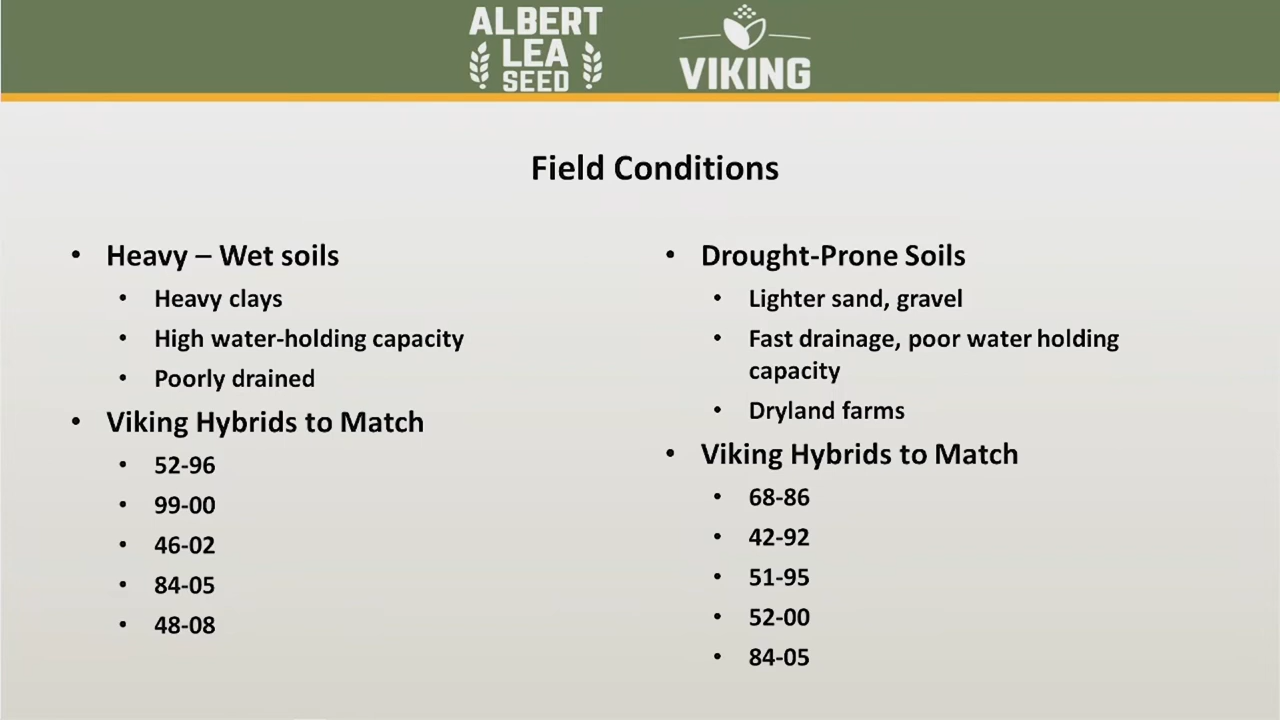 ALBERT
LEA
SEED
VIKING
Field Conditions
• Heavy – Wet soils
• Heavy clays
• High water-holding capacity
• Poorly drained
• Viking Hybrids to Match
• 52-96
• 99-00
• 46-02
• 84-05
• 48-08
• Drought-Prone Soils
• Lighter sand, gravel
• Fast drainage, poor water holding
capacity
• Dryland farms
• Viking Hybrids to Match
• 68-86
• 42-92
• 51-95
• 52-00
• 84-05